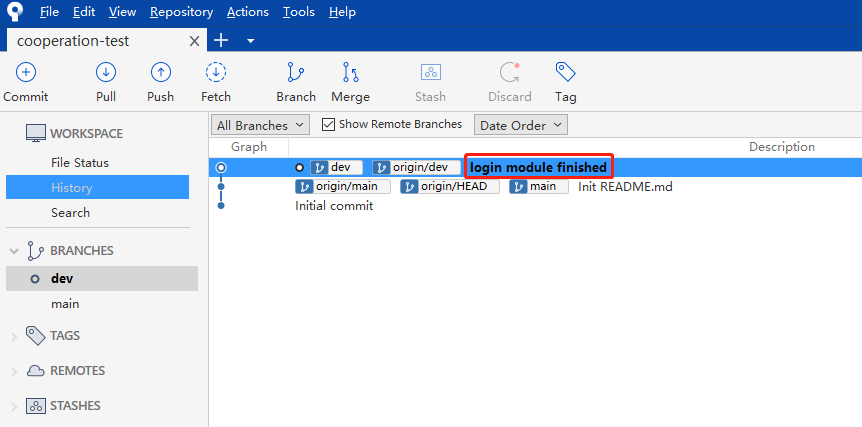 File Edit View Repository Actions Tools Help
cooperation-test
Commit Pull Push Fetch Branch Merge Stash Discard Tag
WORKSPACE
File Status
History
Search
BRANCHES
dev
main
TAGS
REMOTES
STASHES
All Branches Show Remote Branches Date Order
Graph Description
dev origin/dev login module finished
origin/main origin/HEAD main Init README.md
Initial commit